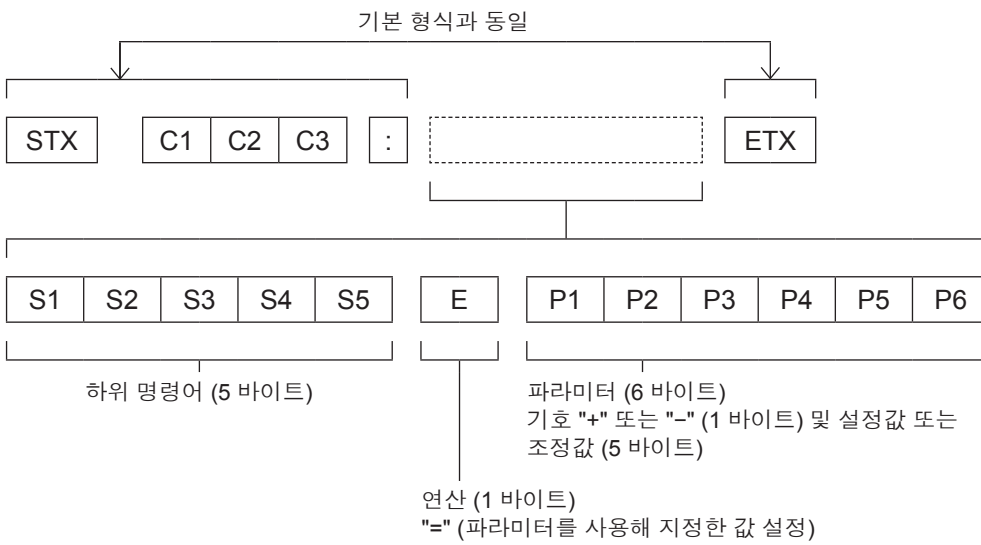 기본 형식과 동일
STX C1 C2 C3 : ETX
S1 S2 S3 S4 S5 E P1 P2 P3 P4 P5 P6
하위 명령어 (5 바이트)
파라미터 (6 바이트)
기호 "+" 또는 "−" (1 바이트) 및 설정값 또는
조정값 (5 바이트)
연산 (1 바이트)
"=" (파라미터를 사용해 지정한 값 설정)